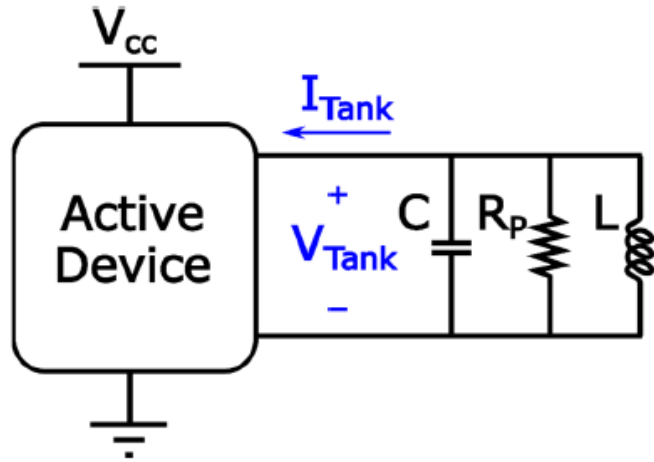 Vcc
ITank
Active
Device
+
VTank
−
C
RP
L